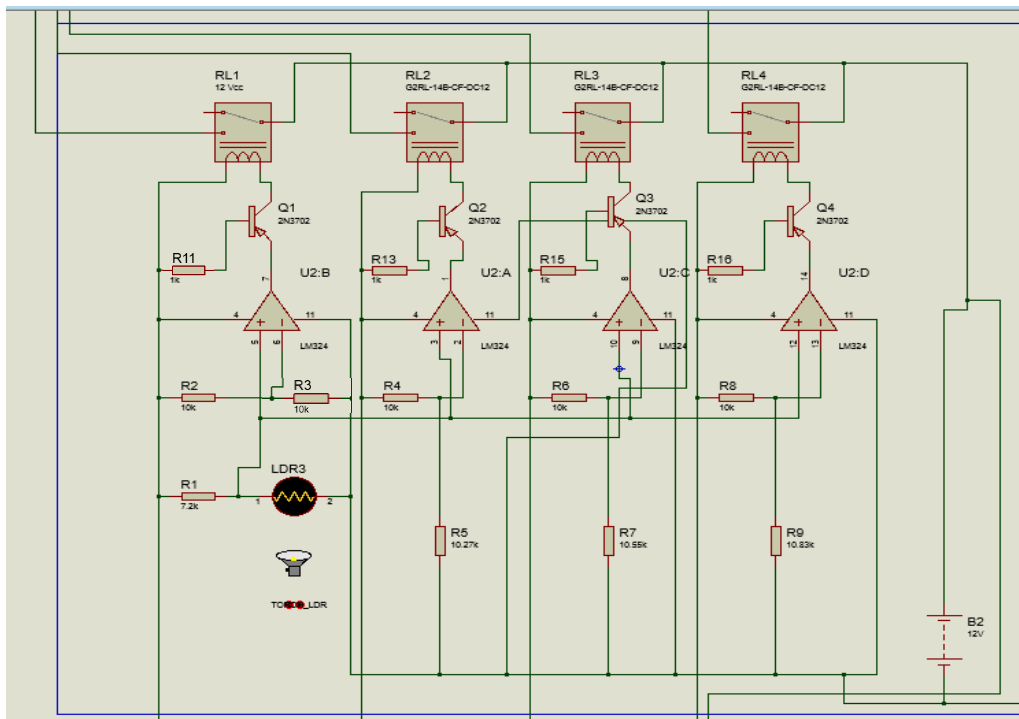 RL1
12 Vcc
RL2
G2RL-14B-CF-DC12
RL3
G2RL-14B-CF-DC12
RL4
G2RL-14B-CF-DC12
Q1
2N3702
Q2
2N3702
Q3
2N3702
Q4
2N3702
R11
1k
R13
1k
R15
1k
R16
1k
7
U2:B
1
U2:A
8
U2:C
14
U2:D
4
11
4
11
4
11
4
11
+
−
+
−
+
−
+
−
LM324
LM324
LM324
LM324
5
6
3
2
10
9
12
13
R2
10k
R3
10k
R4
10k
R6
10k
R8
10k
R1
7.2k
LDR3
1
2
R5
10.27k
R7
10.55k
R9
10.83k
_LDR
B2
12V